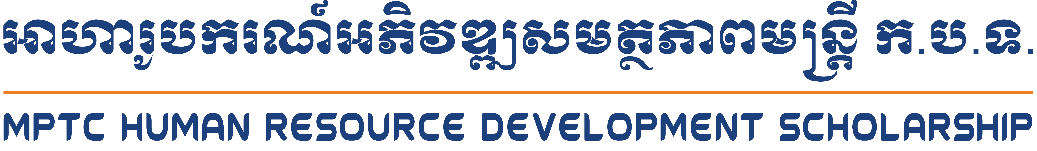 អាហារូបករណ៍អភិវឌ្ឍសមត្ថភាពមន្ត្រី ក.ប.ទ.
MPTC HUMAN RESOURCE DEVELOPMENT SCHOLARSHIP